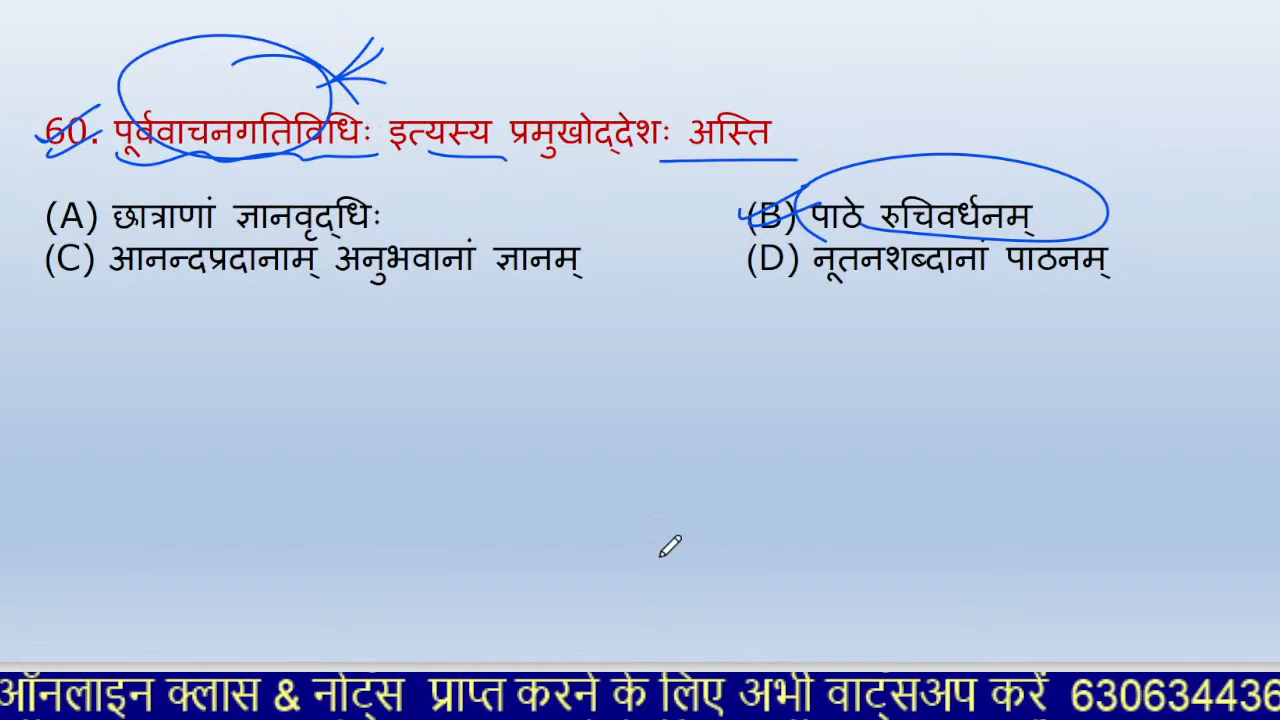 60. पूर्ववाचनगतिविधिः इत्यस्य प्रमुखोद्देशः अस्ति
(A) छात्राणां ज्ञानवृद्धिः (B) पाठे रुचिवर्धनम्
(C) आनन्दप्रदानाम् अनुभवानां ज्ञानम् (D) नूतनशब्दानां पाठनम्
ऑनलाइन क्लास & नोट्स प्राप्त करने के लिए अभी वाट्सअप करें 630634436